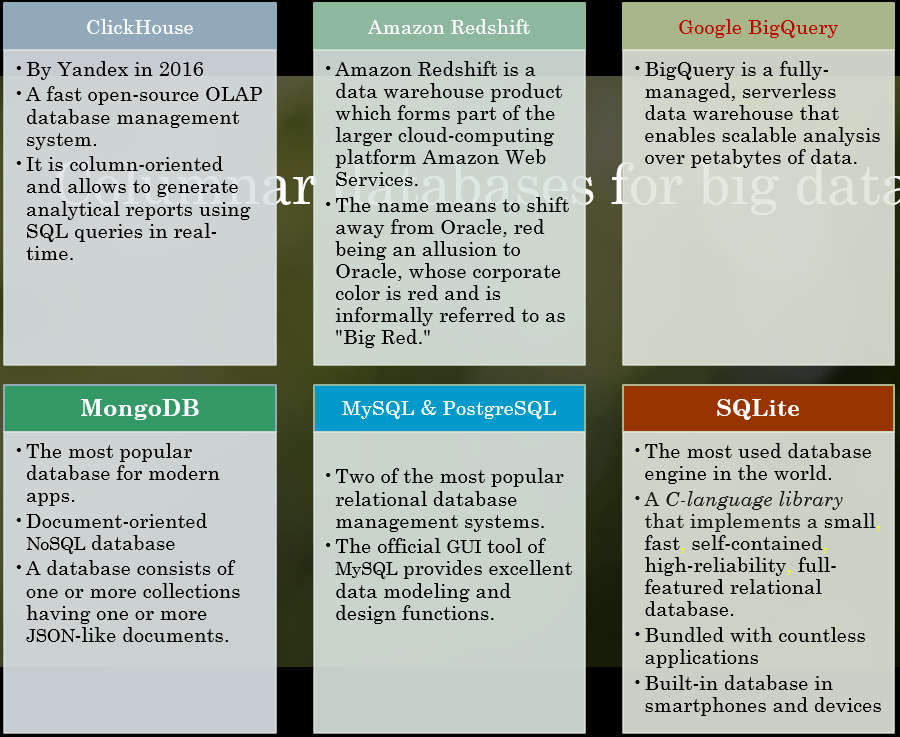 ClickHouse
• By Yandex in 2016
• A fast open-source OLAP
database management
system.
• It is column-oriented
and allows to generate
analytical reports using
SQL queries in real-
time.
Amazon Redshift
• Amazon Redshift is a
data warehouse product
which forms part of the
larger cloud-computing
platform Amazon Web
Services.
• The name means to shift
away from Oracle, red
being an allusion to
Oracle, whose corporate
color is red and is
informally referred to as
"Big Red."
Google BigQuery
• BigQuery is a fully-
managed, serverless
data warehouse that
enables scalable analysis
over petabytes of data.
Columnar databases for big data
MongoDB
• The most popular
database for modern
apps.
• Document-oriented
NoSQL database
• A database consists of
one or more collections
having one or more
JSON-like documents.
MySQL & PostgreSQL
• Two of the most popular
relational database
management systems.
• The official GUI tool of
MySQL provides excellent
data modeling and
design functions.
SQLite
• The most used database
engine in the world.
• A C-language library
that implements a small,
fast, self-contained,
high-reliability, full-
featured relational
database.
• Bundled with countless
applications
• Built-in database in
smartphones and devices